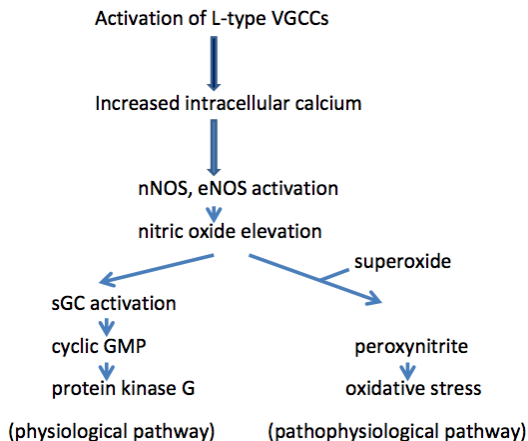 Activation of L-type VGCCs
Increased intracellular calcium
nNOS, eNOS activation
nitric oxide elevation
superoxide
sGC activation
cyclic GMP
protein kinase G
(physiological pathway)
peroxynitrite
oxidative stress
(pathophysiological pathway)